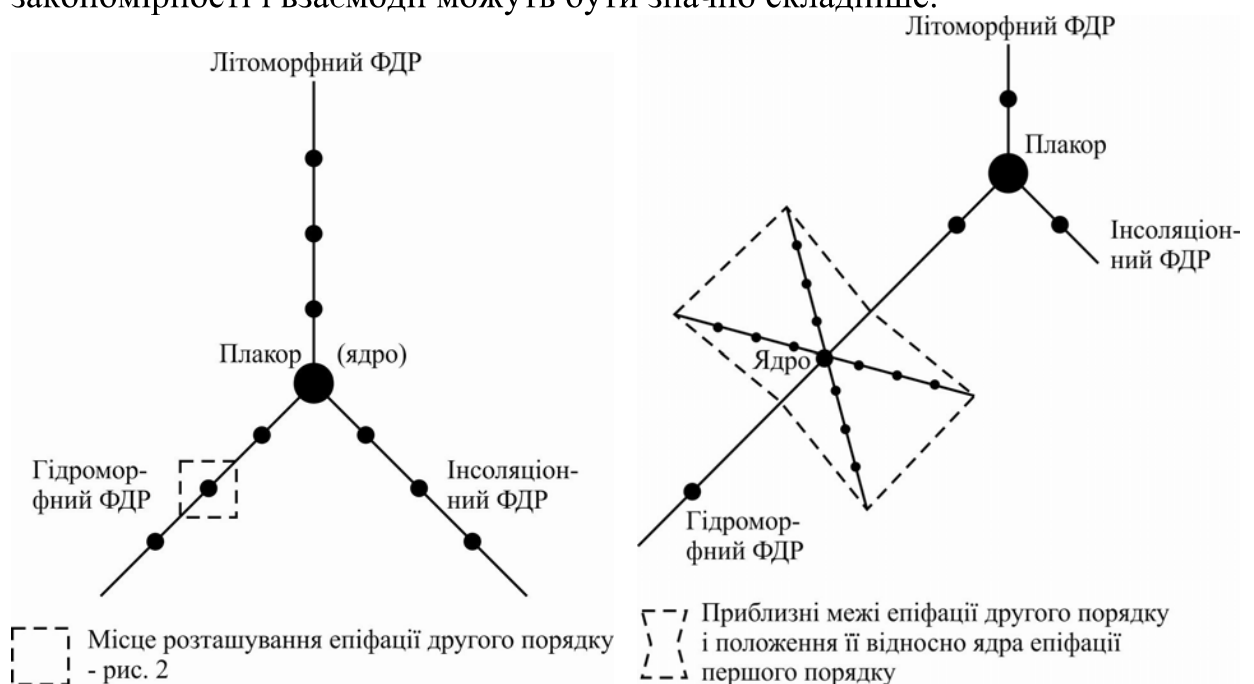 закономірності і взаємодії можуть бути значно складніше.
Літоморфний ФДР
Плакор (ядро)
Гідромор-
фний ФДР
Інсоляціон-
ний ФДР
Місце розташування епіфації другого порядку
- рис. 2
Літоморфний ФДР
Плакор
Інсоляціон-
ний ФДР
Ядро
Гідромор-
фний ФДР
Приблизні межі епіфації другого порядку
і положення її відносно ядра епіфації
першого порядку